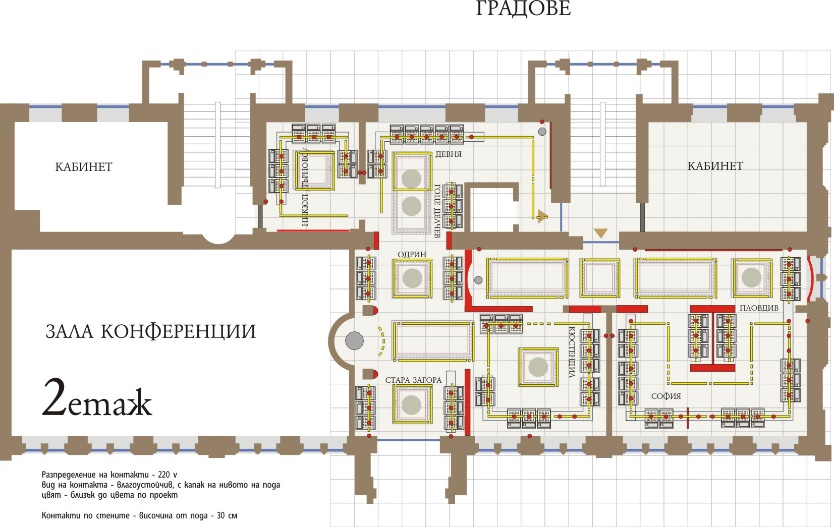 ГРАДОВЕ
КАБИНЕТ
НИКОПОЛ
ТЪРНОВО
ДЕВНЯ
ГОЦЕ ДЕЛЧЕВ
КАБИНЕТ
ОДРИН
ПЛОВДИВ
ЗАЛА КОНФЕРЕНЦИИ
КЮСТЕНДИЛ
СТАРА ЗАГОРА
СОФИЯ
2етаж
Разпределение на контакти - 220 v
вид на контакта - влагоустойчив, с капак на нивото на пода
цвят - близък до цвета по проект
Контакти по стените - височина от пода - 30 см